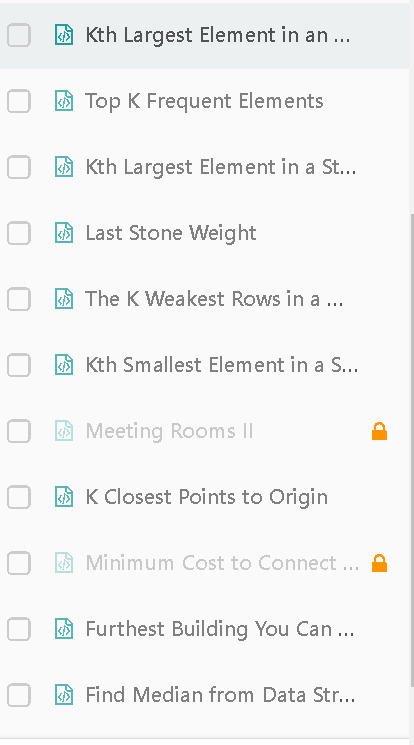 Kth Largest Element in an ...
Top K Frequent Elements
Kth Largest Element in a St...
Last Stone Weight
The K Weakest Rows in a ...
Kth Smallest Element in a S...
Meeting Rooms II
K Closest Points to Origin
Minimum Cost to Connect ...
Furthest Building You Can ...
Find Median from Data Str...